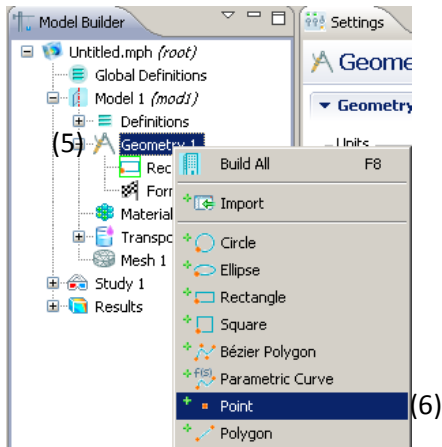 Model Builder
Settings
Untitled.mph (root)
Global Definitions
Model 1 (mod1)
Definitions
(5)
Geometry 1
Rec
For
Material
Transpo
Mesh 1
Study 1
Results
Geome
Geometry
Units
Build All F8
Import
Circle
Ellipse
Rectangle
Square
Bézier Polygon
f(s) Parametric Curve
Point
(6)
Polygon